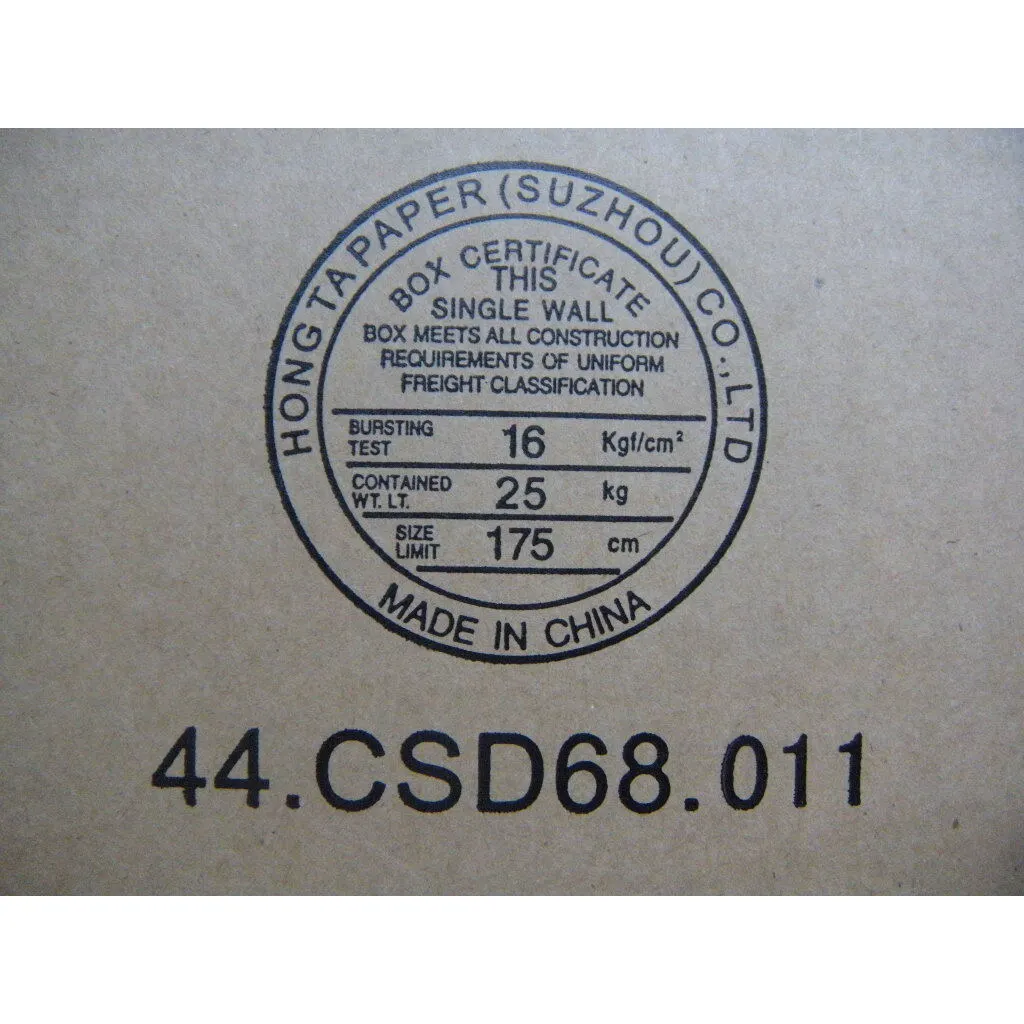 HONG TA PAPER (SUZHOU) CO.,LTD
BOX CERTIFICATE
THIS
SINGLE WALL
BOX MEETS ALL CONSTRUCTION
REQUIREMENTS OF UNIFORM
FREIGHT CLASSIFICATION
BURSTING TEST 16 Kgf/cm²
CONTAINED WT. LT. 25 kg
SIZE LIMIT 175 cm
MADE IN CHINA
44.CSD68.011